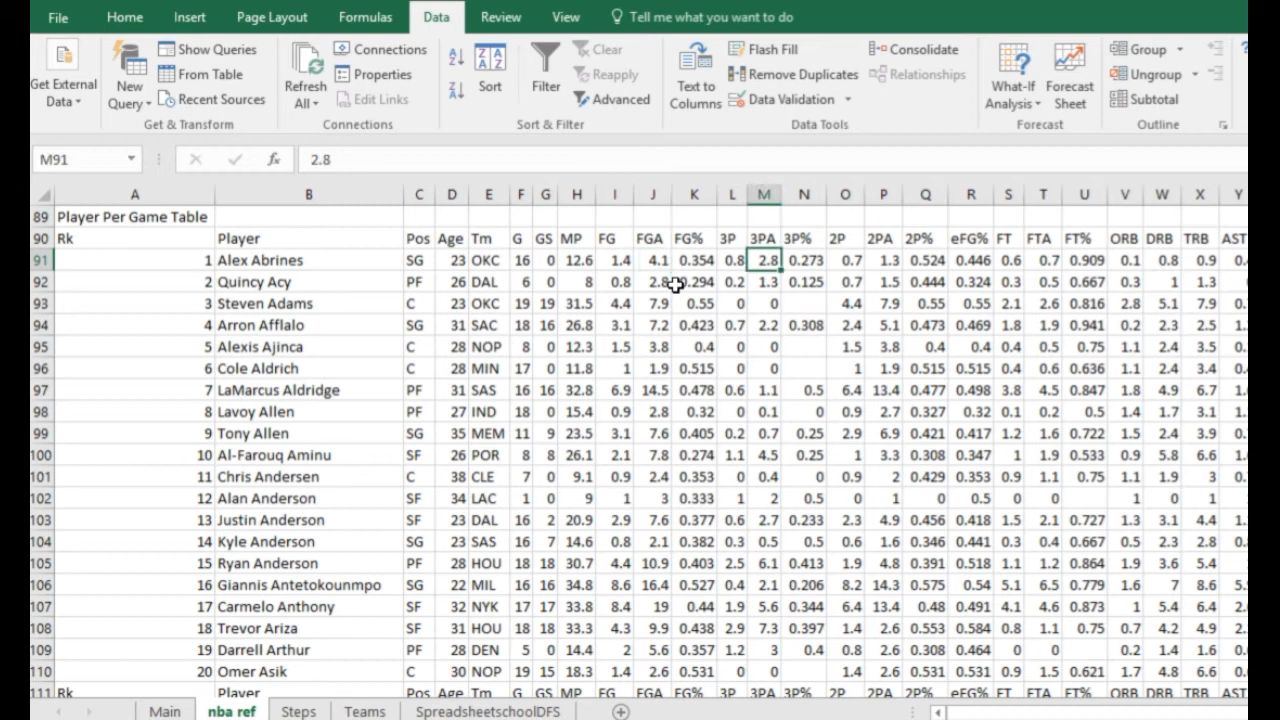 File Home Insert Page Layout Formulas Data Review View Tell me what you want to do
Get External Data
New Query
Show Queries
From Table
Recent Sources
Get & Transform
Refresh All
Connections
Properties
Edit Links
Connections
Sort
Filter
Clear
Reapply
Advanced
Sort & Filter
Text to Columns
Flash Fill
Remove Duplicates
Data Validation
Consolidate
Relationships
Data Tools
What-If Analysis
Forecast Sheet
Forecast
Group
Ungroup
Subtotal
Outline
M91 fx 2.8
A B C D E F G H I J K L M N O P Q R S T U V W X Y
89 Player Per Game Table
90 Rk Player Pos Age Tm G GS MP FG FGA FG% 3P 3PA 3P% 2P 2PA 2P% eFG% FT FTA FT% ORB DRB TRB AST
91 1 Alex Abrines SG 23 OKC 16 0 12.6 1.4 4.1 0.354 0.8 2.8 0.273 0.7 1.3 0.524 0.446 0.6 0.7 0.909 0.1 0.8 0.9 0.
92 2 Quincy Acy PF 26 DAL 6 0 8 0.8 2.8 0.294 0.2 1.3 0.125 0.7 1.5 0.444 0.324 0.3 0.5 0.667 0.3 1 1.3
93 3 Steven Adams C 23 OKC 19 19 31.5 4.4 7.9 0.55 0 0 4.4 7.9 0.55 0.55 2.1 2.6 0.816 2.8 5.1 7.9 0.
94 4 Arron Afflalo SG 31 SAC 18 16 26.8 3.1 7.2 0.423 0.7 2.2 0.308 2.4 5.1 0.473 0.469 1.8 1.9 0.941 0.2 2.3 2.5 1.
95 5 Alexis Ajinca C 28 NOP 8 0 12.3 1.5 3.8 0.4 0 0 1.5 3.8 0.4 0.4 0.4 0.5 0.75 1.1 2.4 3.5 0.
96 6 Cole Aldrich C 28 MIN 17 0 11.8 1 1.9 0.515 0 0 1 1.9 0.515 0.515 0.4 0.6 0.636 1.1 2.4 3.4 0.
97 7 LaMarcus Aldridge PF 31 SAS 16 16 32.8 6.9 14.5 0.478 0.6 1.1 0.5 6.4 13.4 0.477 0.498 3.8 4.5 0.847 1.8 4.9 6.7 1.
98 8 Lavoy Allen PF 27 IND 18 0 15.4 0.9 2.8 0.32 0 0.1 0 0.9 2.7 0.327 0.32 0.1 0.2 0.5 1.4 1.7 3.1 1.
99 9 Tony Allen SG 35 MEM 11 9 23.5 3.1 7.6 0.405 0.2 0.7 0.25 2.9 6.9 0.421 0.417 1.2 1.6 0.722 1.5 2.4 3.9 0.
100 10 Al-Farouq Aminu SF 26 POR 8 8 26.1 2.1 7.8 0.274 1.1 4.5 0.25 1 3.3 0.308 0.347 1 1.9 0.533 0.9 5.8 6.6 1.
101 11 Chris Andersen C 38 CLE 7 0 9.1 0.9 2.4 0.353 0 0.4 0 0.9 2 0.429 0.353 0.9 1.1 0.75 1.1 1.9 3 0.
102 12 Alan Anderson SF 34 LAC 1 0 9 1 3 0.333 1 2 0.5 0 1 0 0.5 0 0 1 0 1
103 13 Justin Anderson SF 23 DAL 16 2 20.9 2.9 7.6 0.377 0.6 2.7 0.233 2.3 4.9 0.456 0.418 1.5 2.1 0.727 1.3 3.1 4.4 1.
104 14 Kyle Anderson SG 23 SAS 16 7 14.6 0.8 2.1 0.382 0.3 0.5 0.5 0.6 1.6 0.346 0.441 0.3 0.4 0.667 0.5 2.3 2.8 0.
105 15 Ryan Anderson PF 28 HOU 18 18 30.7 4.4 10.9 0.403 2.5 6.1 0.413 1.9 4.8 0.391 0.518 1.1 1.2 0.864 1.9 3.6 5.4
106 16 Giannis Antetokounmpo SG 22 MIL 16 16 34.8 8.6 16.4 0.527 0.4 2.1 0.206 8.2 14.3 0.575 0.54 5.1 6.5 0.779 1.6 7 8.6 5.
107 17 Carmelo Anthony SF 32 NYK 17 17 33.8 8.4 19 0.44 1.9 5.6 0.344 6.4 13.4 0.48 0.491 4.1 4.6 0.873 1 5.4 6.4 2.
108 18 Trevor Ariza SF 31 HOU 18 18 33.3 4.3 9.9 0.438 2.9 7.3 0.397 1.4 2.6 0.553 0.584 0.8 1.1 0.75 0.7 4.2 4.9 2.
109 19 Darrell Arthur PF 28 DEN 5 0 14.4 2 5.6 0.357 1.2 3 0.4 0.8 2.6 0.308 0.464 0 0 0.2 1.4 1.6 0.
110 20 Omer Asik C 30 NOP 19 15 18.3 1.4 2.6 0.531 0 0 1.4 2.6 0.531 0.531 0.9 1.5 0.621 1.7 4.8 6.6 0.
111 Rk Player Pos Age Tm G GS MP FG FGA FG% 3P 3PA 3P% 2P 2PA 2P% eFG% FT FTA FT% ORB DRB TRB AST
Main nba ref Steps Teams SpreadsheetschoolDFS